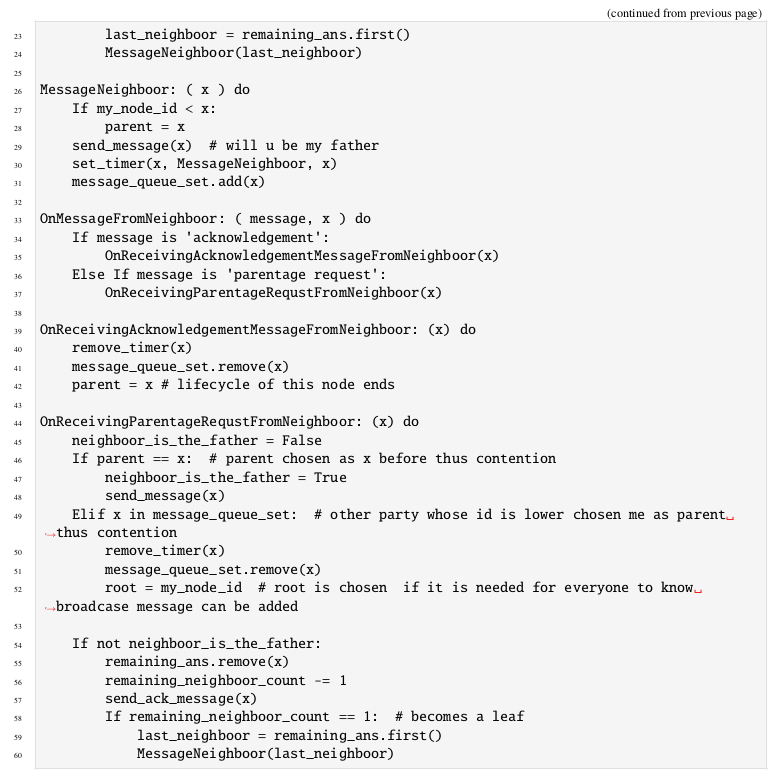 (continued from previous page)
23 last_neighboor = remaining_ans.first()
24 MessageNeighboor(last_neighboor)
25
26 MessageNeighboor: ( x ) do
27 If my_node_id < x:
28 parent = x
29 send_message(x)  # will u be my father
30 set_timer(x, MessageNeighboor, x)
31 message_queue_set.add(x)
32
33 OnMessageFromNeighboor: ( message, x ) do
34 If message is 'acknowledgement':
35 OnReceivingAcknowledgementMessageFromNeighboor(x)
36 Else If message is 'parentage request':
37 OnReceivingParentageRequstFromNeighboor(x)
38
39 OnReceivingAcknowledgementMessageFromNeighboor: (x) do
40 remove_timer(x)
41 message_queue_set.remove(x)
42 parent = x # lifecycle of this node ends
43
44 OnReceivingParentageRequstFromNeighboor: (x) do
45 neighboor_is_the_father = False
46 If parent == x:  # parent chosen as x before thus contention
47 neighboor_is_the_father = True
48 send_message(x)
49 Elif x in message_queue_set:  # other party whose id is lower chosen me as parent␣
↪thus contention
50 remove_timer(x)
51 message_queue_set.remove(x)
52 root = my_node_id  # root is chosen  if it is needed for everyone to know␣
↪broadcase message can be added
53
54 If not neighboor_is_the_father:
55 remaining_ans.remove(x)
56 remaining_neighboor_count -= 1
57 send_ack_message(x)
58 If remaining_neighboor_count == 1:  # becomes a leaf
59 last_neighboor = remaining_ans.first()
60 MessageNeighboor(last_neighboor)